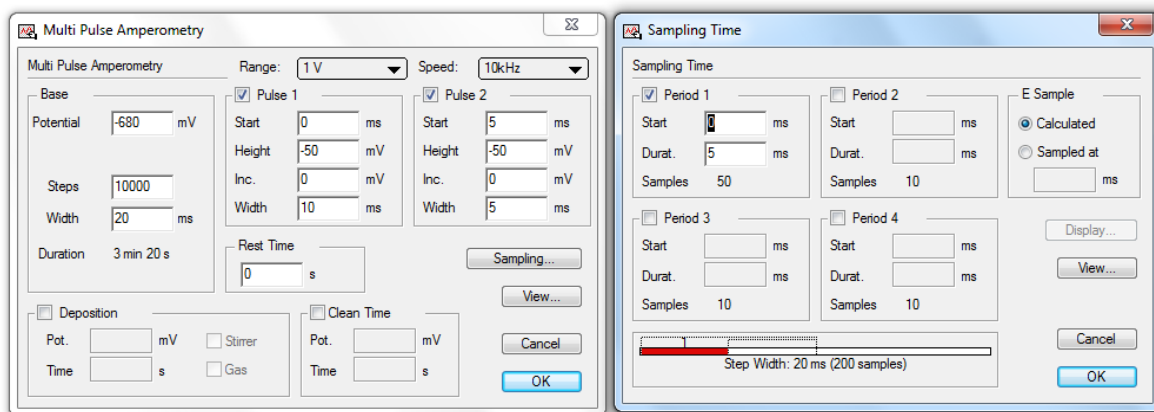 Multi Pulse Amperometry
Multi Pulse Amperometry Range: 1 V Speed: 10kHz
Base
Potential -680 mV
Steps 10000
Width 20 ms
Duration 3 min 20 s
Pulse 1
Start 0 ms
Height -50 mV
Inc. 0 mV
Width 10 ms
Pulse 2
Start 5 ms
Height -50 mV
Inc. 0 mV
Width 5 ms
Rest Time
0 s
Sampling...
View...
Deposition
Pot. mV Stirrer
Time s Gas
Clean Time
Pot. mV
Time s
Cancel
OK
Sampling Time
Sampling Time
Period 1
Start 0 ms
Durat. 5 ms
Samples 50
Period 2
Start ms
Durat. ms
Samples 10
E Sample
Calculated
Sampled at
ms
Period 3
Start ms
Durat. ms
Samples 10
Period 4
Start ms
Durat. ms
Samples 10
Display...
View...
1
Step Width: 20 ms (200 samples)
Cancel
OK